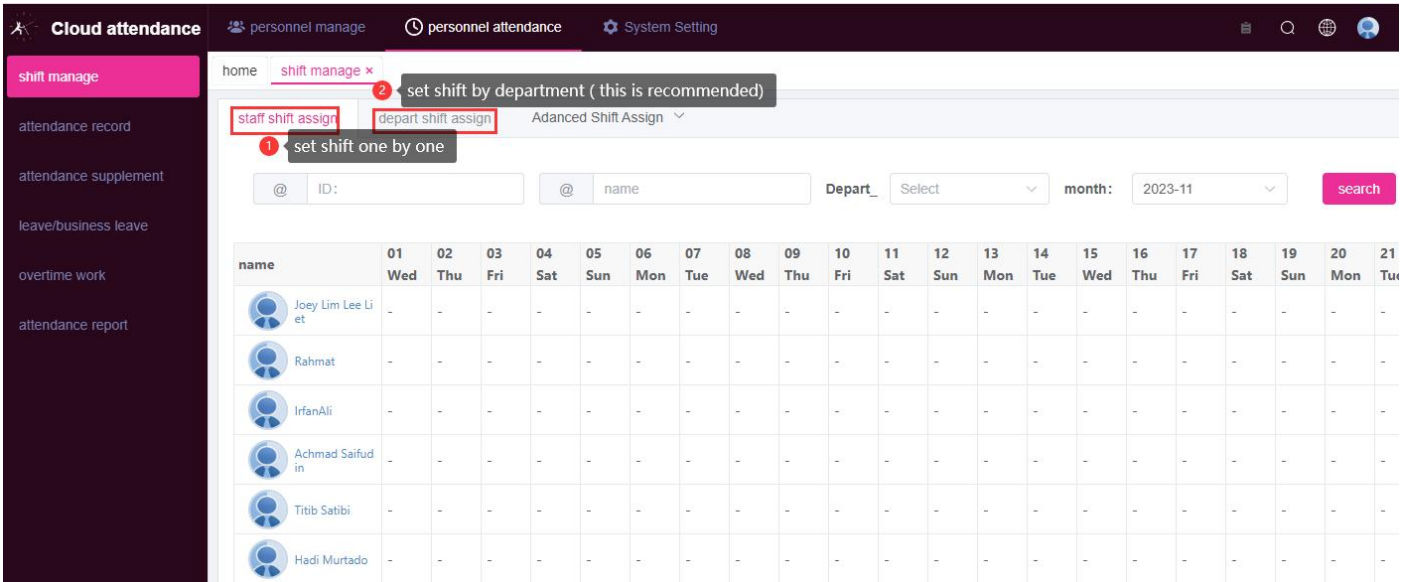 Cloud attendance personnel manage personnel attendance System Setting
shift manage
attendance record
attendance supplement
leave/business leave
overtime work
attendance report
home shift manage ×
2 set shift by department ( this is recommended)
staff shift assign depart shift assign Adanced Shift Assign
1 set shift one by one
@ ID: @ name Depart_ Select month: 2023-11 search
name 01 02 03 04 05 06 07 08 09 10 11 12 13 14 15 16 17 18 19 20 21
Wed Thu Fri Sat Sun Mon Tue Wed Thu Fri Sat Sun Mon Tue Wed Thu Fri Sat Sun Mon Tue
Joey Lim Lee Li
et - - - - - - - - - - - - - - - - - - - - -
Rahmat - - - - - - - - - - - - - - - - - - - - -
IrfanAli - - - - - - - - - - - - - - - - - - - - -
Achmad Saifud
in - - - - - - - - - - - - - - - - - - - - -
Titib Satibi - - - - - - - - - - - - - - - - - - - - -
Hadi Murtado - - - - - - - - - - - - - - - - - - - - -